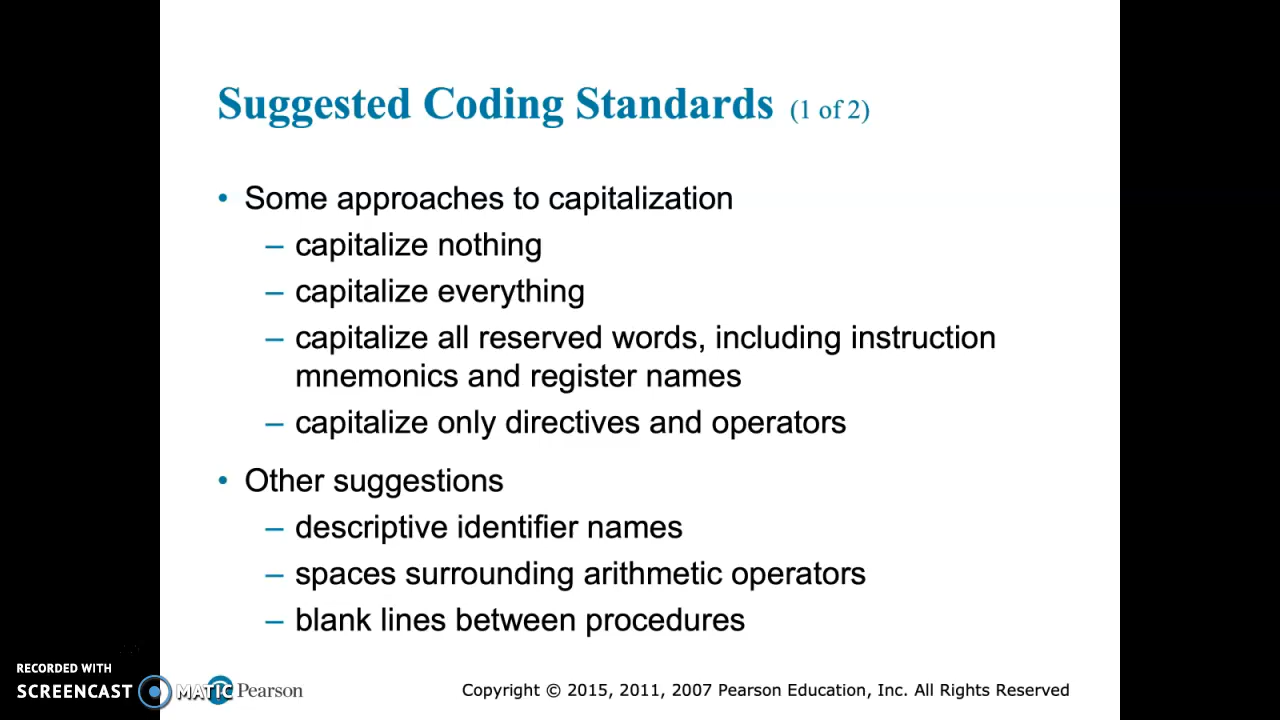 Suggested Coding Standards (1 of 2)
• Some approaches to capitalization
– capitalize nothing
– capitalize everything
– capitalize all reserved words, including instruction
mnemonics and register names
– capitalize only directives and operators
• Other suggestions
– descriptive identifier names
– spaces surrounding arithmetic operators
– blank lines between procedures
RECORDED WITH
SCREENCAST MATIC
Pearson
Copyright © 2015, 2011, 2007 Pearson Education, Inc. All Rights Reserved